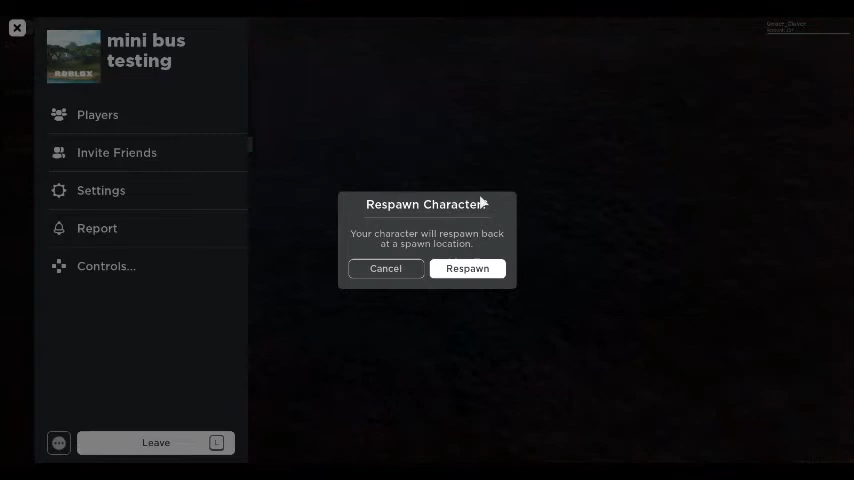 mini bus
testing
ROBLOX
Players
Invite Friends
Settings
Report
Controls...
Leave
L
Respawn Character
Your character will respawn back
at a spawn location.
Cancel
Respawn